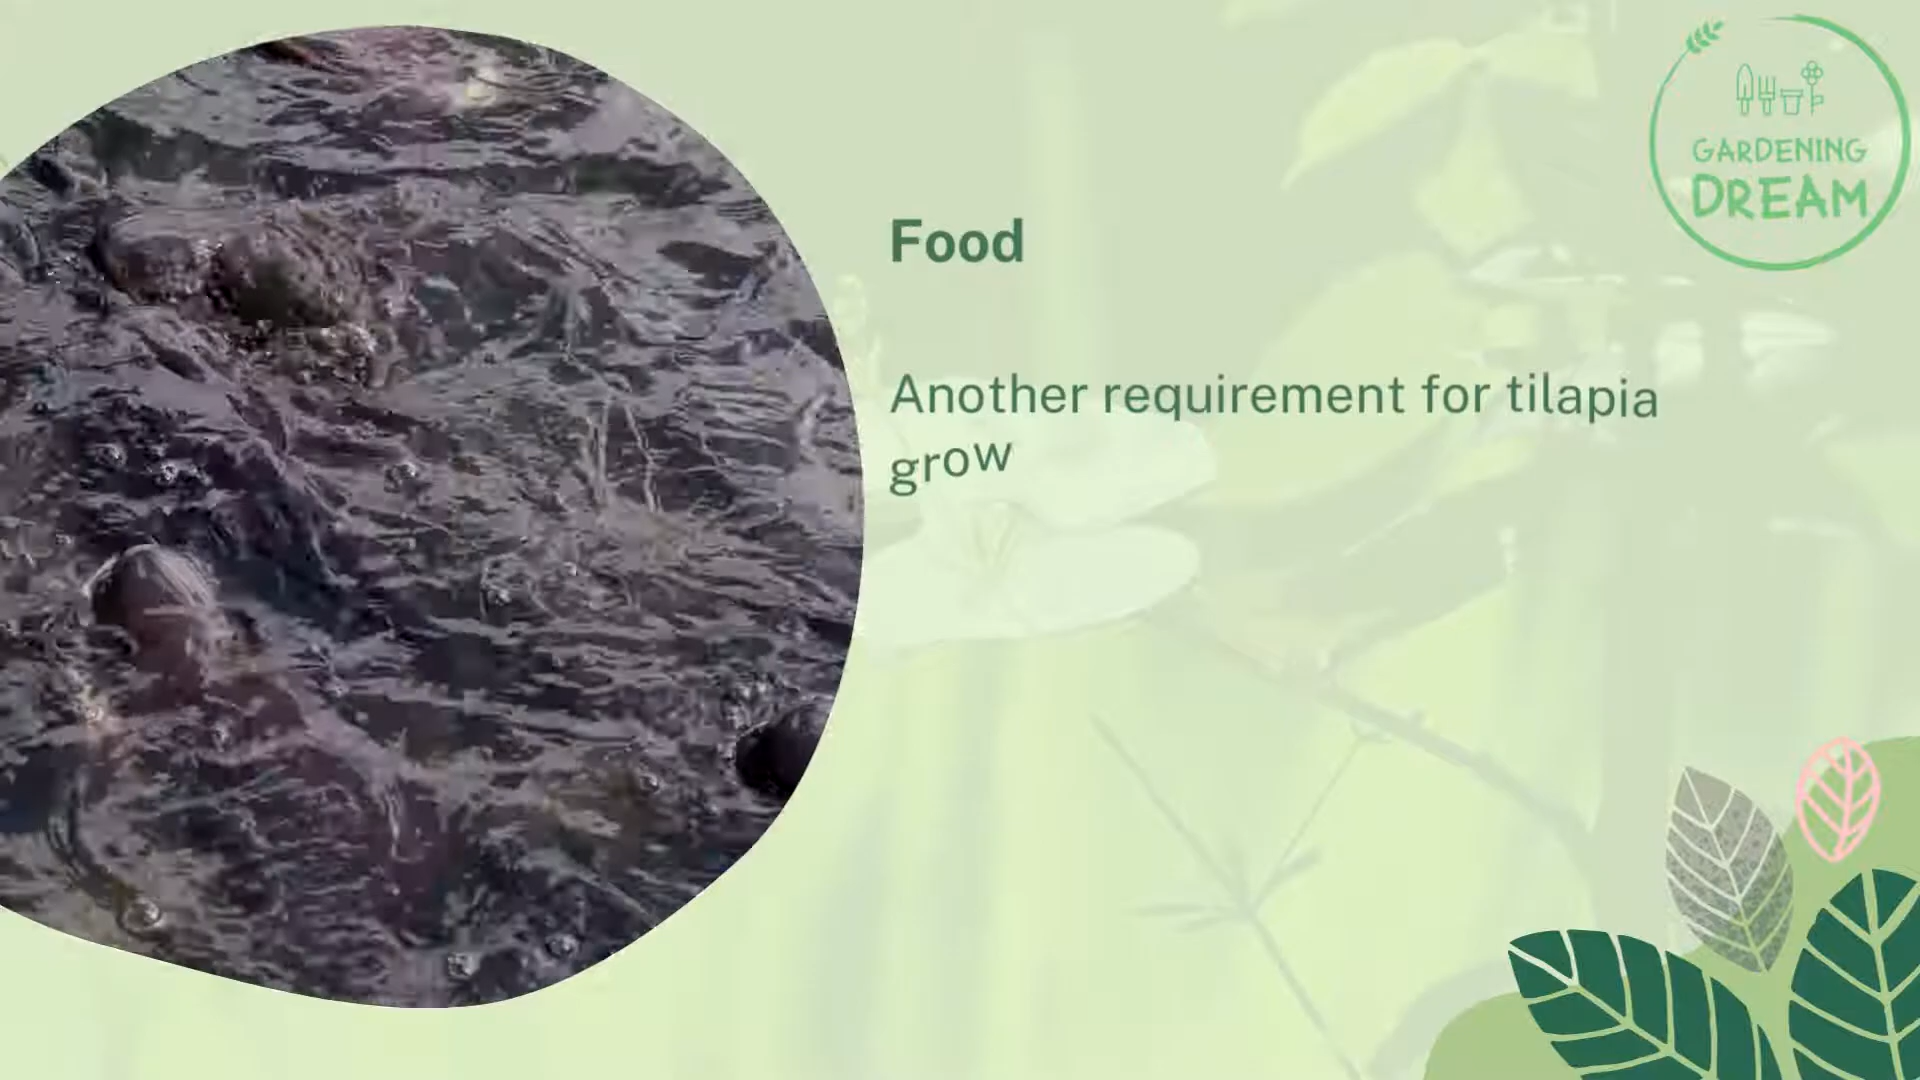 GARDENING
DREAM
Food
Another requirement for tilapia
grow